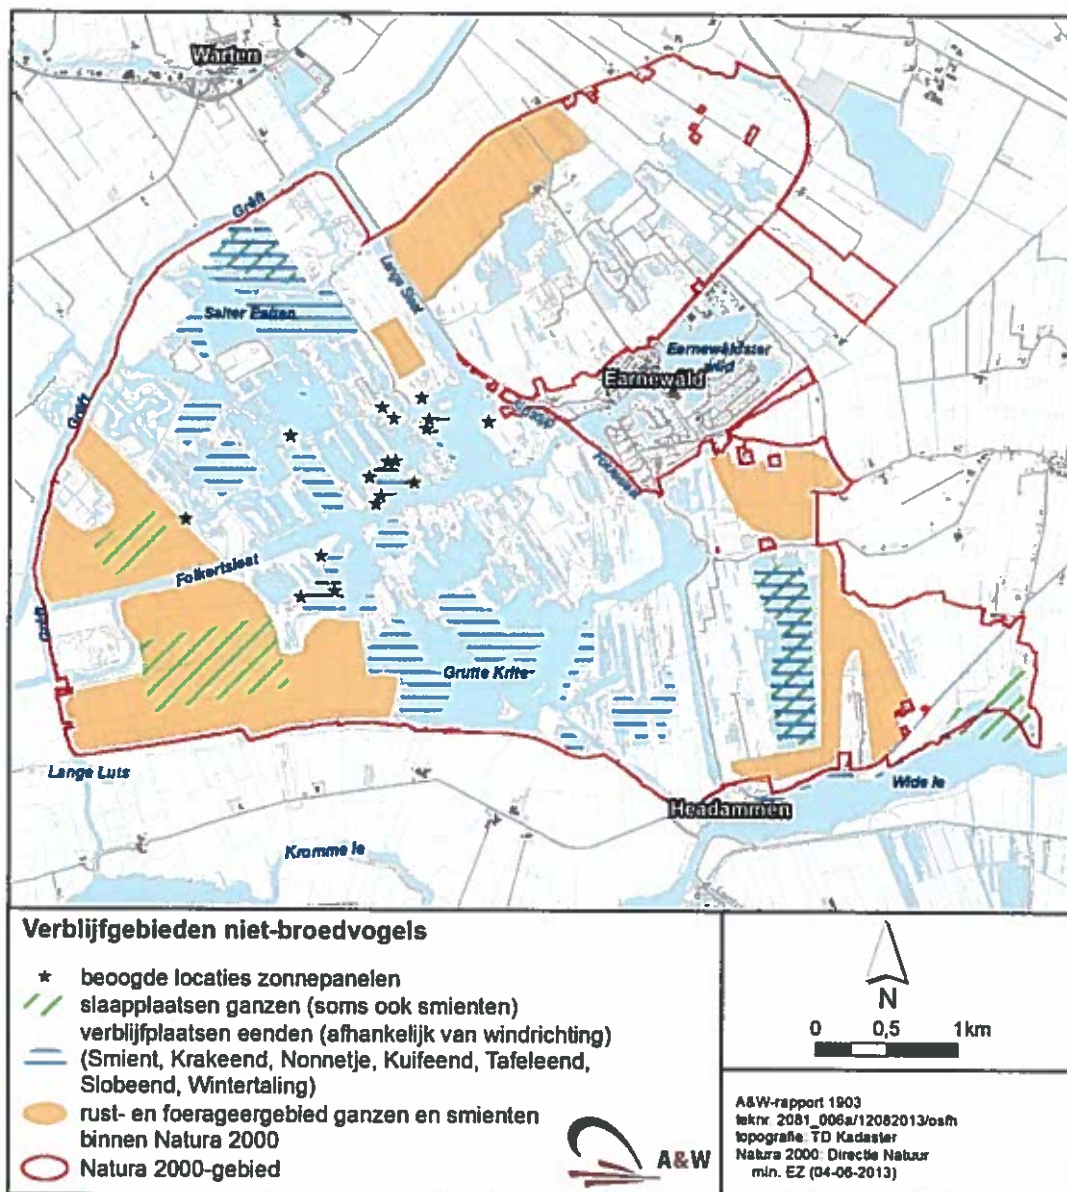 Warten
Grêft
Lange Sleat
Salter Eatzen
Earnewâldster
wiid
Earnewâld
Grêft
Folkertsleat
Grêft
Grutte Krite
Lange Luts
Wide Ie
Headammen
Kromme Ie
Verblijfgebieden niet-broedvogels
beoogde locaties zonnepanelen
slaapplaatsen ganzen (soms ook smienten)
verblijfplaatsen eenden (afhankelijk van windrichting)
(Smient, Krakeend, Nonnetje, Kuifeend, Tafeleend,
Slobeend, Wintertaling)
rust- en foerageergebied ganzen en smienten
binnen Natura 2000
Natura 2000-gebied
A&W
N
0 0,5 1km
A&W-rapport 1903
teknr. 2081_006a/12082013/osfh
topografie: TD Kadaster
Natura 2000: Directie Natuur
min. EZ (04-06-2013)